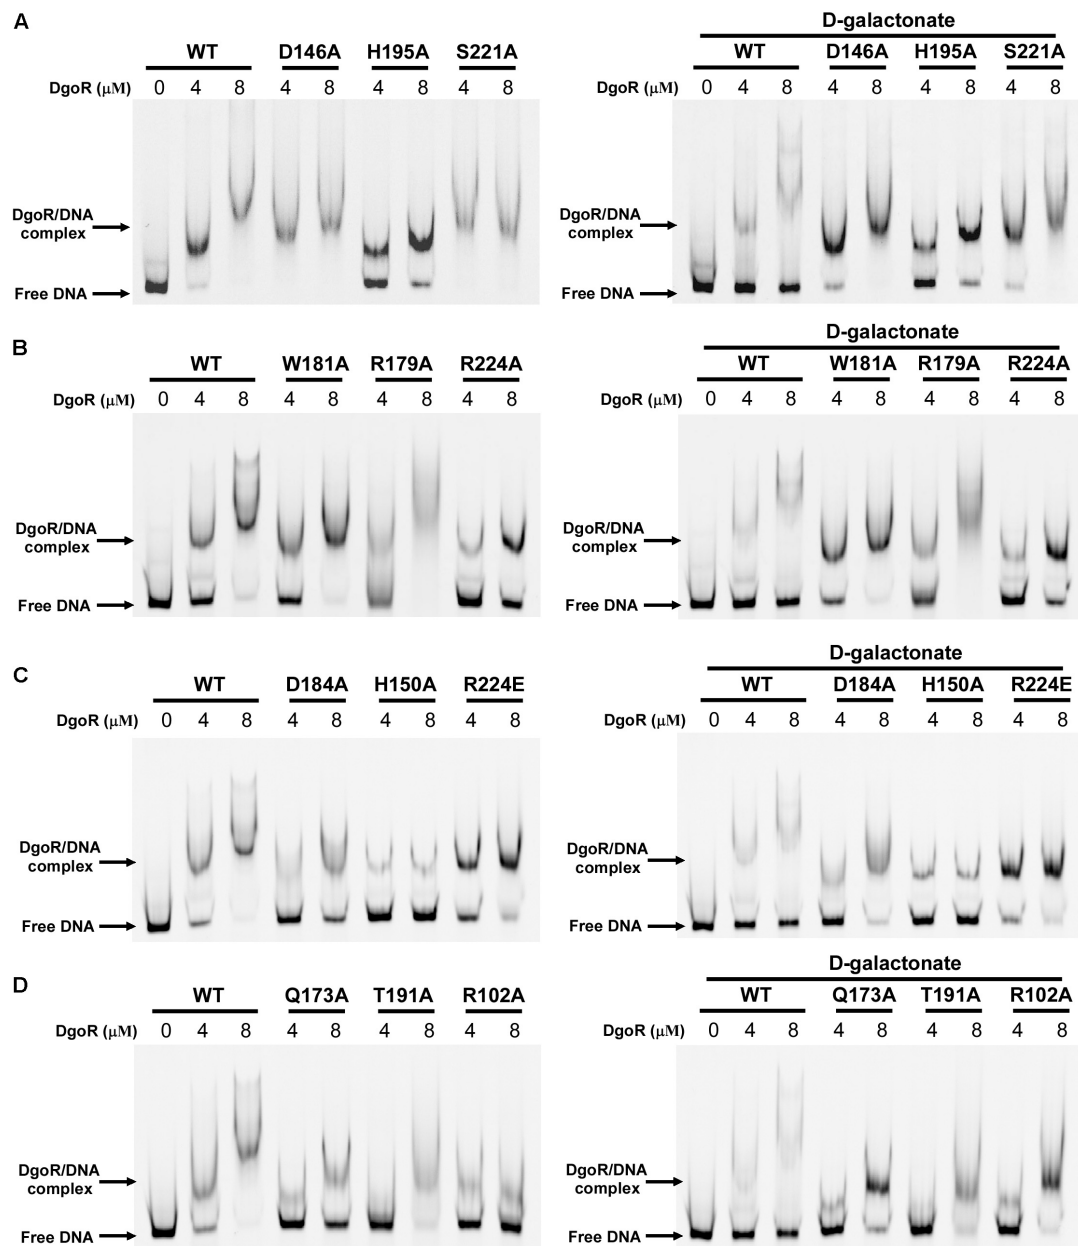 A
WT D146A H195A S221A
DgoR (μM) 0 4 8 4 8 4 8 4 8
DgoR/DNA
complex
Free DNA
D-galactonate
WT D146A H195A S221A
DgoR (μM) 0 4 8 4 8 4 8 4 8
DgoR/DNA
complex
Free DNA
B
WT W181A R179A R224A
DgoR (μM) 0 4 8 4 8 4 8 4 8
DgoR/DNA
complex
Free DNA
D-galactonate
WT W181A R179A R224A
DgoR (μM) 0 4 8 4 8 4 8 4 8
DgoR/DNA
complex
Free DNA
C
WT D184A H150A R224E
DgoR (μM) 0 4 8 4 8 4 8 4 8
DgoR/DNA
complex
Free DNA
D-galactonate
WT D184A H150A R224E
DgoR (μM) 0 4 8 4 8 4 8 4 8
DgoR/DNA
complex
Free DNA
D
WT Q173A T191A R102A
DgoR (μM) 0 4 8 4 8 4 8 4 8
DgoR/DNA
complex
Free DNA
D-galactonate
WT Q173A T191A R102A
DgoR (μM) 0 4 8 4 8 4 8 4 8
DgoR/DNA
complex
Free DNA